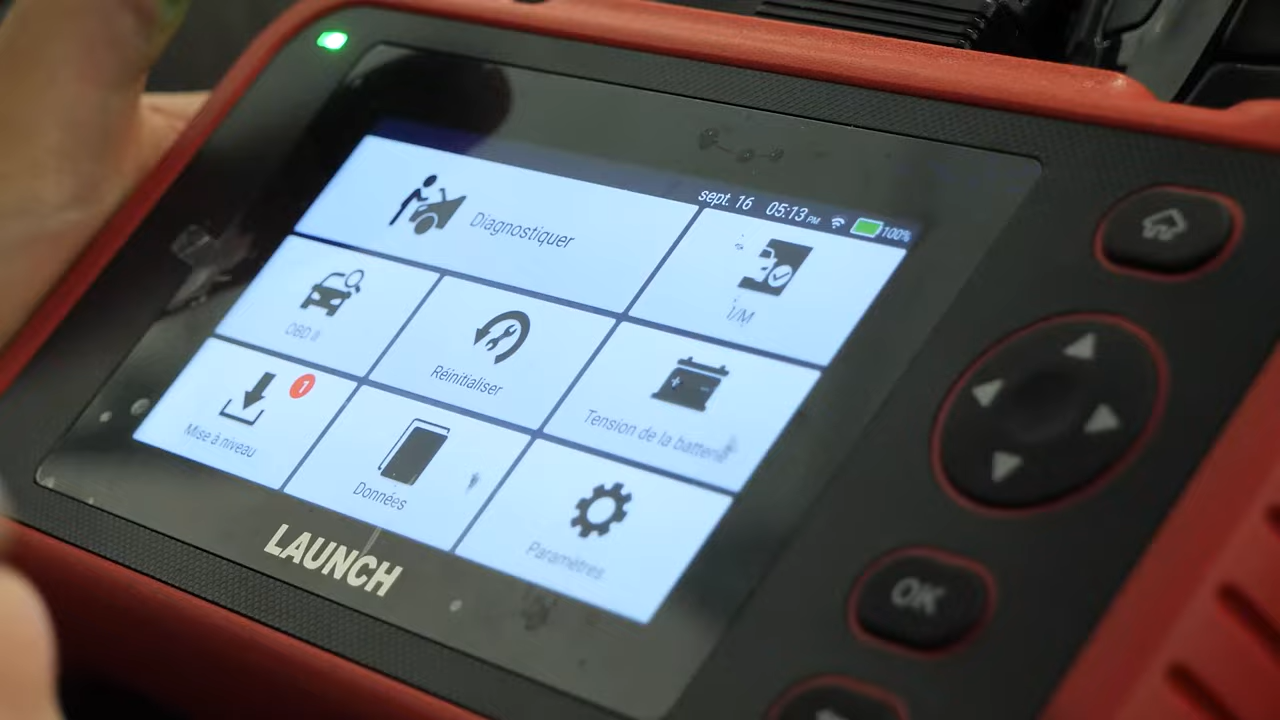 sept. 16 05:13 PM 100%
Diagnostiquer
I/M
OBD II
Réinitialiser
Tension de la batterie
1
Mise à niveau
Données
Paramètres
LAUNCH
OK